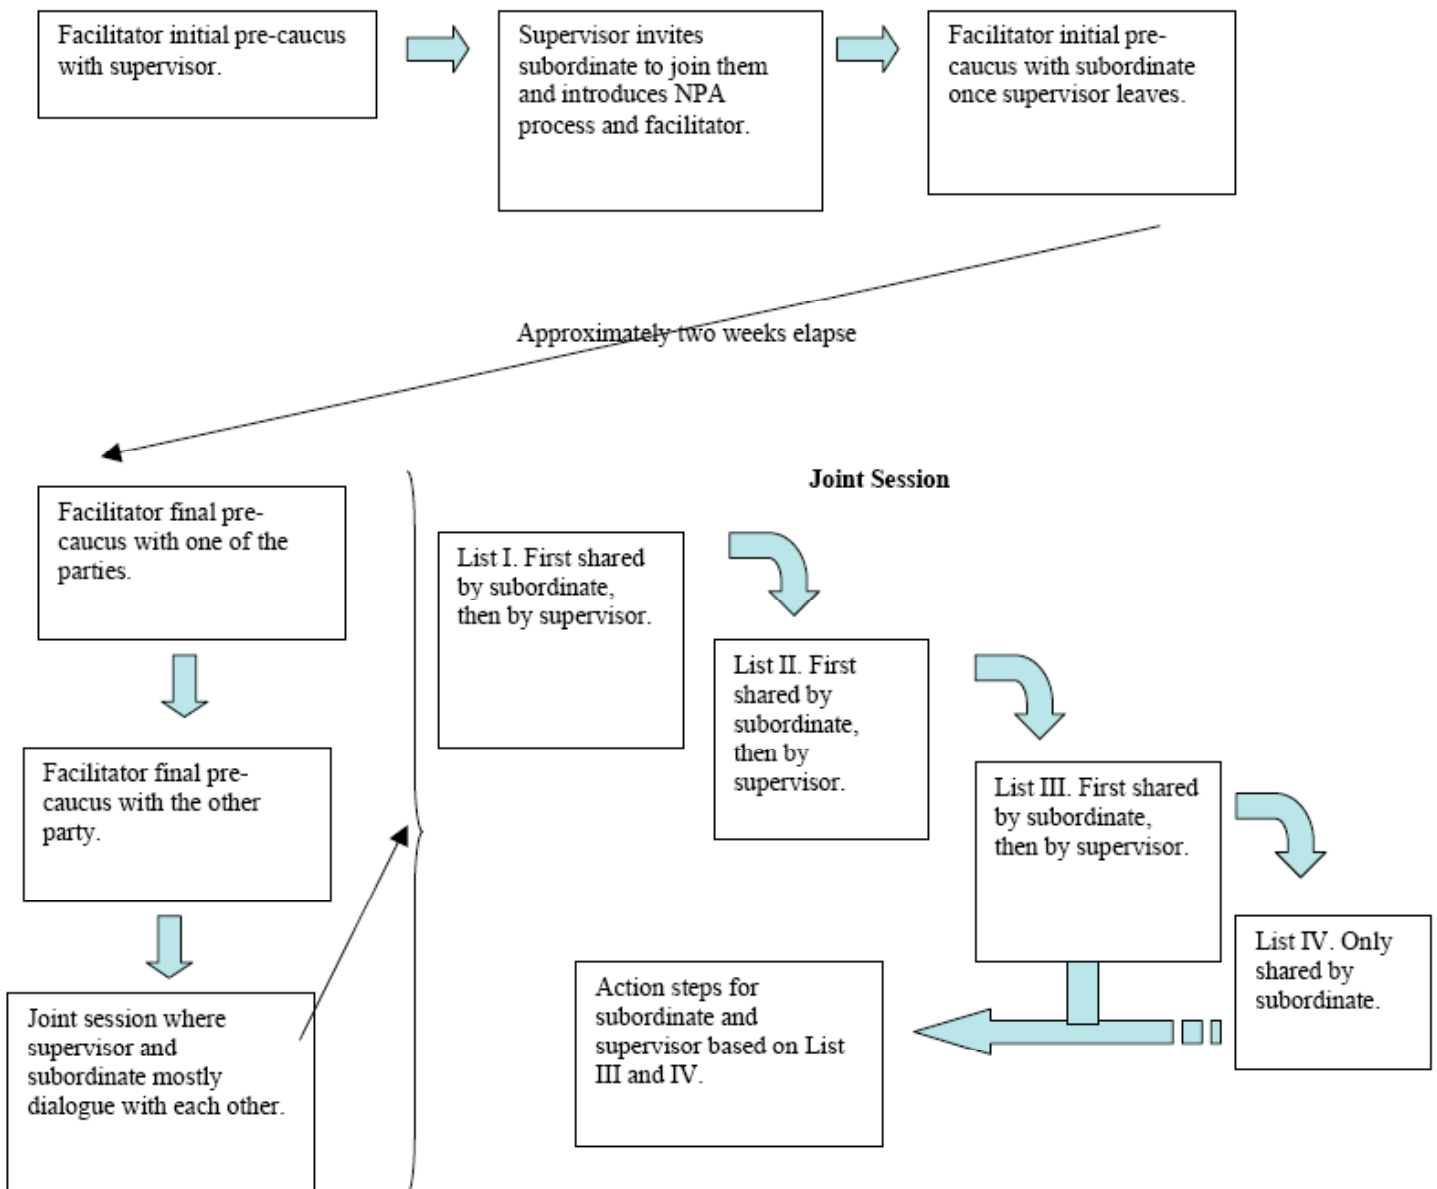 Facilitator initial pre-caucus
with supervisor.
Supervisor invites
subordinate to join them
and introduces NPA
process and facilitator.
Facilitator initial pre-
caucus with subordinate
once supervisor leaves.
Approximately two weeks elapse
Facilitator final pre-
caucus with one of the
parties.
Facilitator final pre-
caucus with the other
party.
Joint session where
supervisor and
subordinate mostly
dialogue with each other.
Joint Session
List I. First shared
by subordinate,
then by supervisor.
List II. First
shared by
subordinate,
then by
supervisor.
List III. First shared
by subordinate,
then by supervisor.
List IV. Only
shared by
subordinate.
Action steps for
subordinate and
supervisor based on List
III and IV.